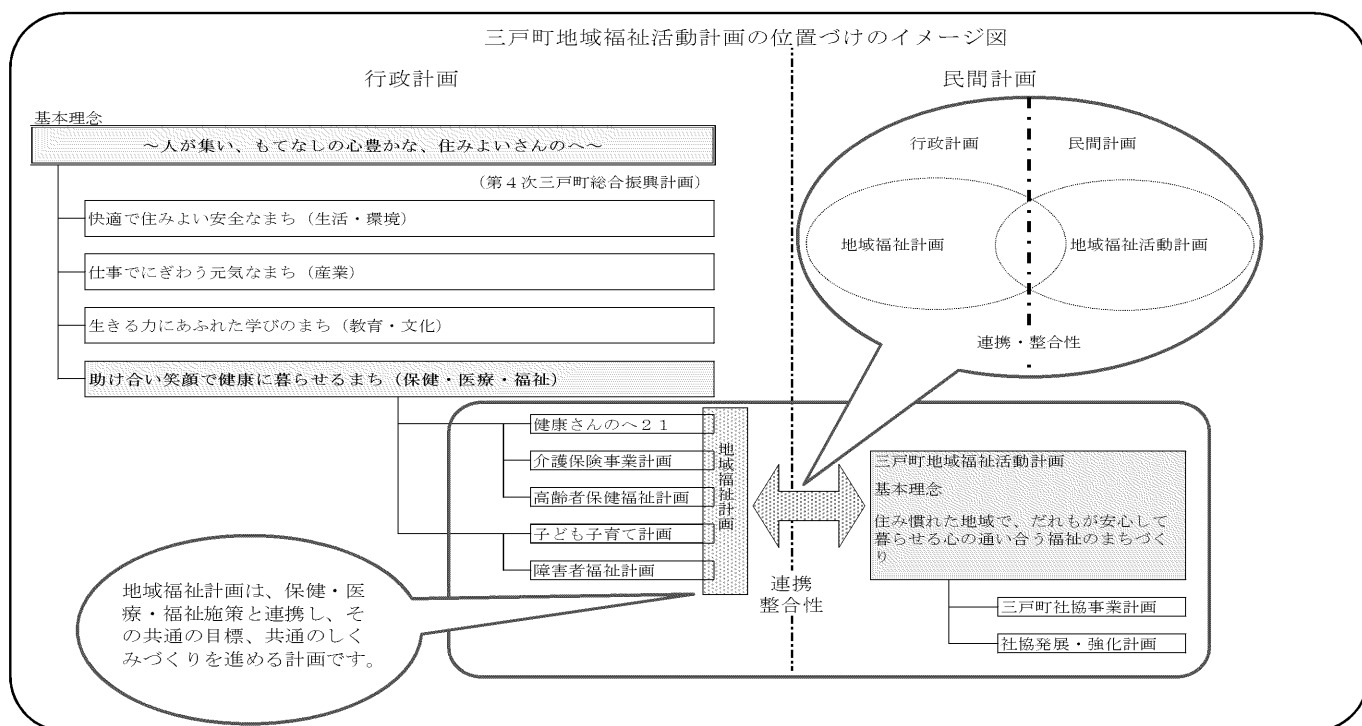 三戸町地域福祉活動計画の位置づけのイメージ図
行政計画
民間計画
基本理念
～人が集い、もてなしの心豊かな、住みよいさんのへ～
(第4次三戸町総合振興計画)
快適で住みよい安全なまち（生活・環境）
仕事でにぎわう元気なまち（産業）
生きる力にあふれた学びのまち（教育・文化）
助け合い笑顔で健康に暮らせるまち（保健・医療・福祉）
行政計画
民間計画
地域福祉計画
地域福祉活動計画
連携・整合性
健康さんのへ２１
介護保険事業計画
高齢者保健福祉計画
子ども子育て計画
障害者福祉計画
地域福祉計画
連携
整合性
三戸町地域福祉活動計画
基本理念
住み慣れた地域で、だれもが安心して
暮らせる心の通い合う福祉のまちづく
り
三戸町社協事業計画
社協発展・強化計画
地域福祉計画は、保健・医
療・福祉施策と連携し、そ
の共通の目標、共通のしく
みづくりを進める計画です。